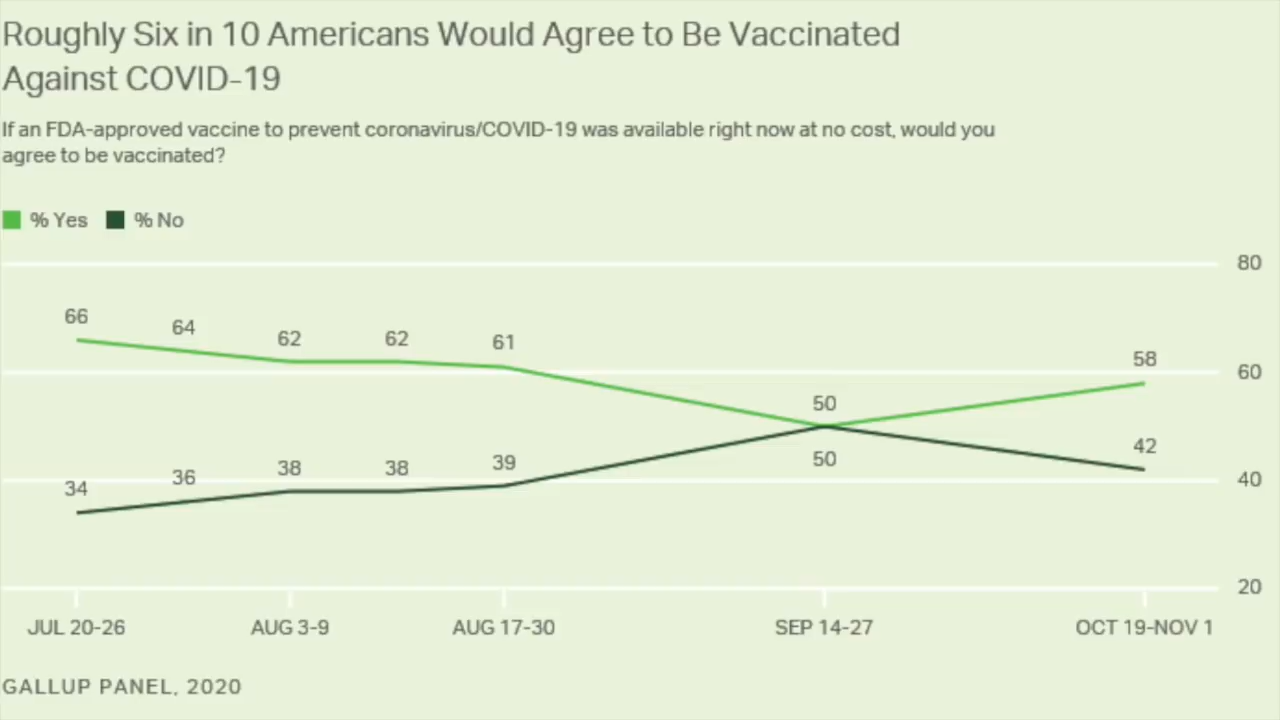 Roughly Six in 10 Americans Would Agree to Be Vaccinated
Against COVID-19
If an FDA-approved vaccine to prevent coronavirus/COVID-19 was available right now at no cost, would you
agree to be vaccinated?
% Yes % No
80
66 64 62 62 61 58
60
50
34 36 38 38 39 50 42
40
20
JUL 20-26 AUG 3-9 AUG 17-30 SEP 14-27 OCT 19-NOV 1
GALLUP PANEL, 2020